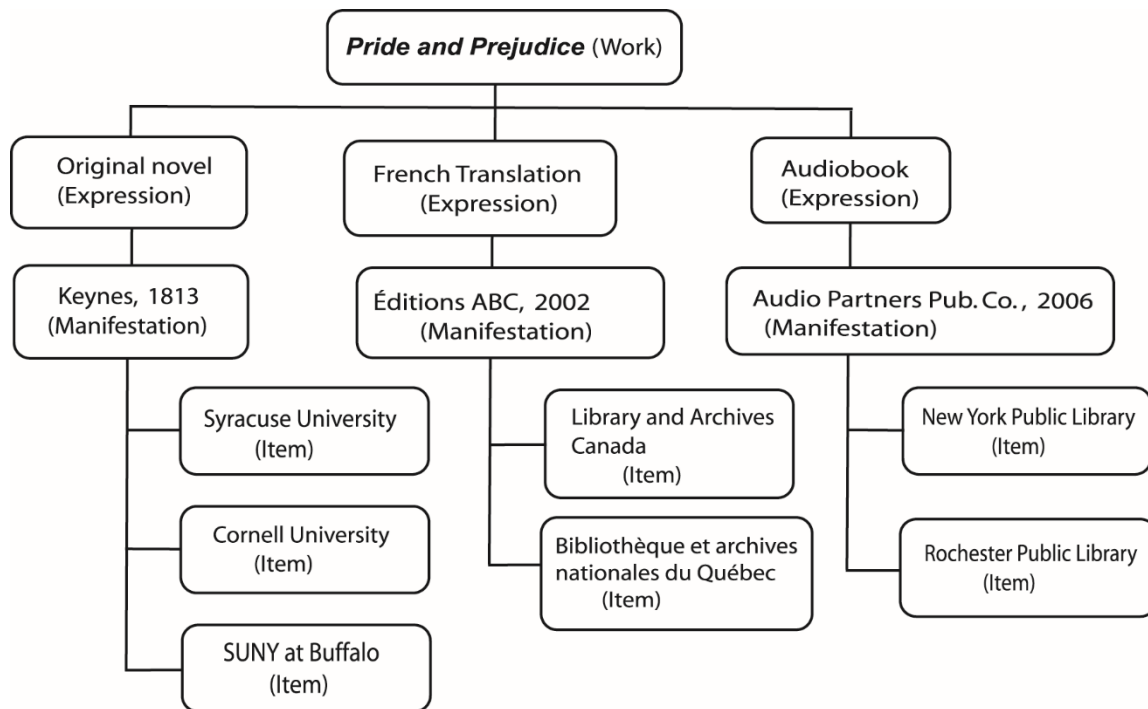 Pride and Prejudice (Work)
Original novel
(Expression)
French Translation
(Expression)
Audiobook
(Expression)
Keynes, 1813
(Manifestation)
Éditions ABC, 2002
(Manifestation)
Audio Partners Pub. Co., 2006
(Manifestation)
Syracuse University
(Item)
Cornell University
(Item)
SUNY at Buffalo
(Item)
Library and Archives
Canada
(Item)
Bibliothèque et archives
nationales du Québec
(Item)
New York Public Library
(Item)
Rochester Public Library
(Item)